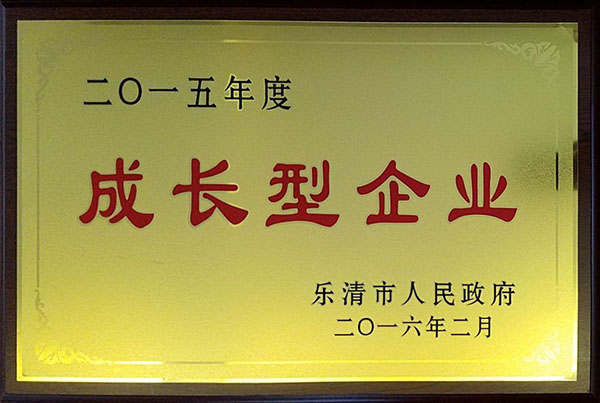 二〇一五年度
成长型企业
乐清市人民政府
二〇一六年二月